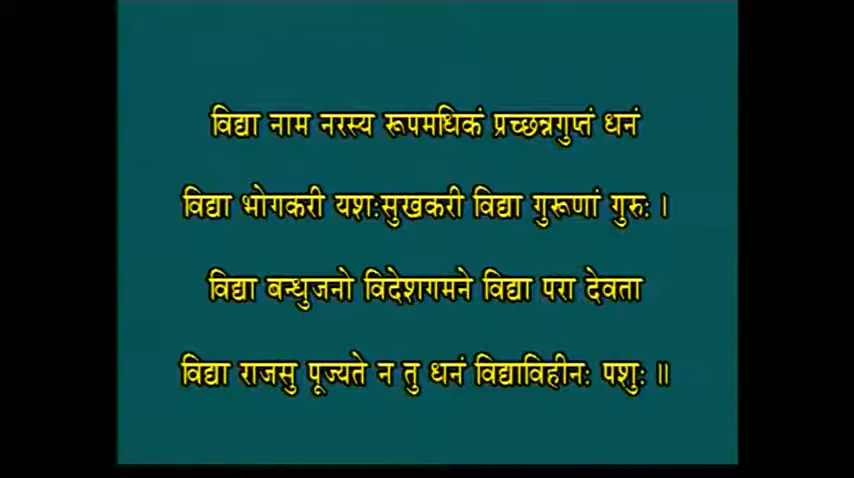 विद्या नाम नरस्य रूपमधिकं प्रच्छन्नगुप्तं धनं
विद्या भोगकरी यशःसुखकरी विद्या गुरूणां गुरुः ।
विद्या बन्धुजनो विदेशगमने विद्या परा देवता
विद्या राजसु पूज्यते न तु धनं विद्याविहीनः पशुः ॥